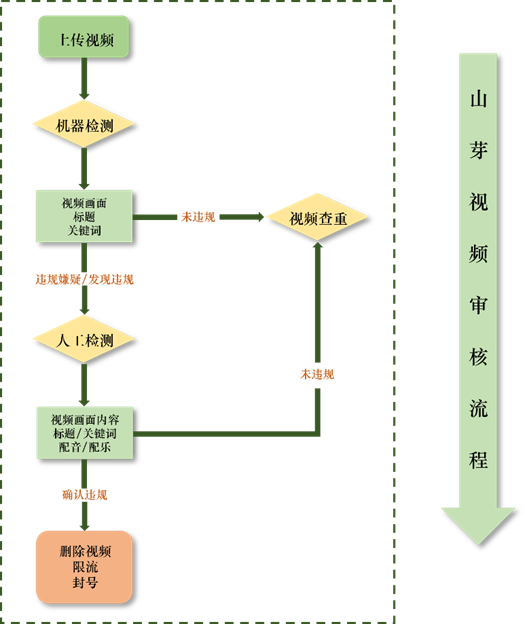 上传视频
机器检测
视频画面
标题
关键词
未违规
视频查重
违规嫌疑/发现违规
人工检测
未违规
视频画面内容
标题/关键词
配音/配乐
确认违规
删除视频
限流
封号
山芽视频审核流程